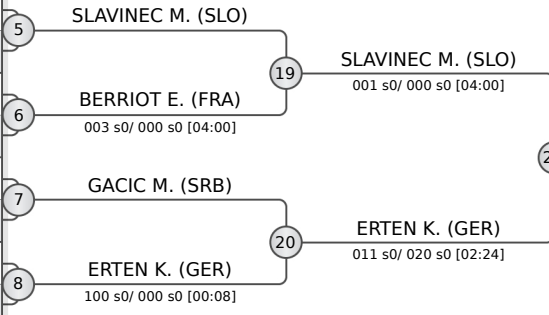 SLAVINEC M. (SLO)
5
19
SLAVINEC M. (SLO)
001 s0/ 000 s0 [04:00]
BERRIOT E. (FRA)
6
003 s0/ 000 s0 [04:00]
GACIC M. (SRB)
7
20
ERTEN K. (GER)
011 s0/ 020 s0 [02:24]
ERTEN K. (GER)
8
100 s0/ 000 s0 [00:08]